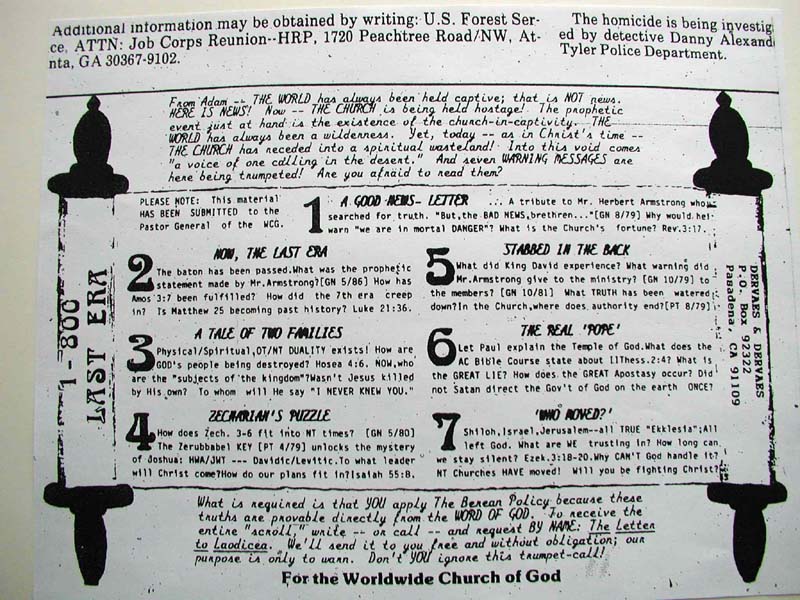 Additional information may be obtained by writing: U.S. Forest Ser-
ce, ATTN: Job Corps Reunion--HRP, 1720 Peachtree Road/NW, At-
nta, GA 30367-9102.
The homicide is being investig
ed by detective Danny Alexand
Tyler Police Department.
From Adam -- THE WORLD has always been held captive; that is NOT news.
HERE IS NEWS! Now -- THE CHURCH is being held hostage! The prophetic
event just at hand is the existence of the church-in-captivity. THE
WORLD has always been a wilderness. Yet, today -- as in Christ's time --
THE CHURCH has receded into a spiritual wasteland! Into this void comes
"a voice of one calling in the desert." And seven WARNING MESSAGES are
here being trumpeted! Are you afraid to read them?
PLEASE NOTE: This material
HAS BEEN SUBMITTED to the
Pastor General of the WCG.
1 A GOOD-NEWS- LETTER ... A tribute to Mr. Herbert Armstrong who
searched for truth. "But,the BAD NEWS,brethren..."[GN 8/79] Why would he
warn "we are in mortal DANGER"? What is the Church's fortune? Rev.3:17.
2 NOW, THE LAST ERA
The baton has been passed.What was the prophetic
statement made by Mr.Armstrong?[GN 5/86] How has
Amos 3:7 been fulfilled? How did the 7th era creep
in? Is Matthew 25 becoming past history? Luke 21:36.
3 A TALE OF TWO FAMILIES
Physical/Spiritual,OT/NT DUALITY exists! How are
GOD's people being destroyed? Hosea 4:6. NOW,who
are the "subjects of the kingdom"?Wasn't Jesus killed
by His own? To whom will He say "I NEVER KNEW YOU."
4 ZECHARIAH'S PUZZLE
How does Zech. 3-6 fit into NT times? [GN 5/80]
The Zerubbabel KEY [PT 4/79] unlocks the mystery
of Joshua: HWA/JWT --- Davidic/Levitic.To what leader
will Christ come?How do our plans fit in?Isaiah 55:8.
5 STABBED IN THE BACK
What did King David experience? What warning did
Mr.Armstrong give to the ministry? [GN 10/79] to
the members? [GN 10/81] What TRUTH has been watered
down?In the Church,where does authority end?[PT 8/79]
6 THE REAL 'POPE'
Let Paul explain the Temple of God.What does the
AC Bible Course state about IIThess.2:4? What is
the GREAT LIE? How does the GREAT Apostasy occur? Did
not Satan direct the Gov't of God on the earth ONCE?
7 'WHO MOVED?'
Shiloh,Israel,Jerusalem--all TRUE "Ekklesia";All
left God. What are WE trusting in? How long can
we stay silent? Ezek.3:18-20.Why CAN'T God handle it?
NT Churches HAVE moved! Will you be fighting Christ?
1-800
LAST ERA
DERVAES & DERVAES
P.O. Box 92322
Pasadena, CA 91109
What is required is that YOU apply The Berean Policy because these
truths are provable directly from the WORD OF GOD. To receive the
entire "scroll," write -- or call -- and request BY NAME: The Letter
to Laodicea. We'll send it to you free and without obligation; our
purpose is only to warn. Don't YOU ignore this trumpet-call!
For the Worldwide Church of God